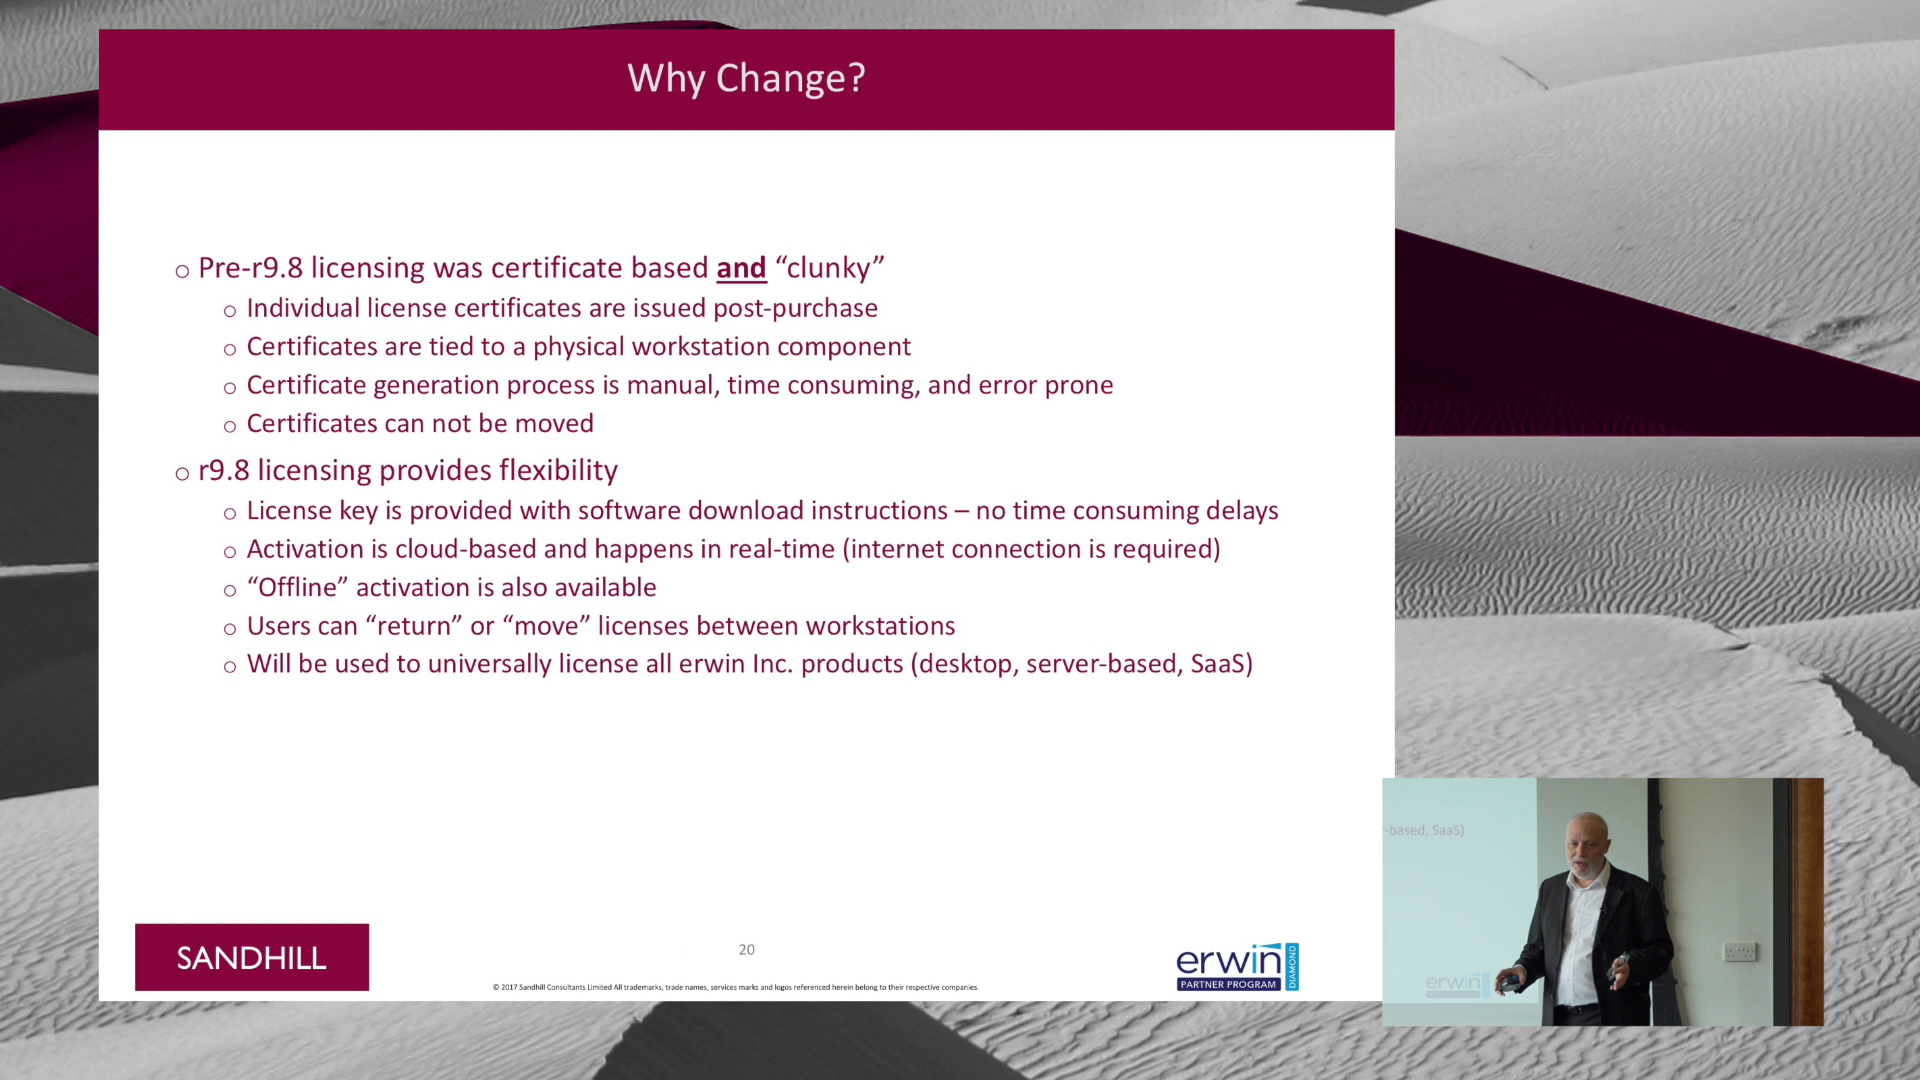 Why Change?
o Pre-r9.8 licensing was certificate based and “clunky”
o Individual license certificates are issued post-purchase
o Certificates are tied to a physical workstation component
o Certificate generation process is manual, time consuming, and error prone
o Certificates can not be moved
o r9.8 licensing provides flexibility
o License key is provided with software download instructions – no time consuming delays
o Activation is cloud-based and happens in real-time (internet connection is required)
o “Offline” activation is also available
o Users can “return” or “move” licenses between workstations
o Will be used to universally license all erwin Inc. products (desktop, server-based, SaaS)
-based, SaaS)
SANDHILL
20
erwin
DIAMOND
PARTNER PROGRAM
© 2017 Sandhill Consultants Limited All trademarks, trade names, services marks and logos referenced herein belong to their respective companies.
erwin